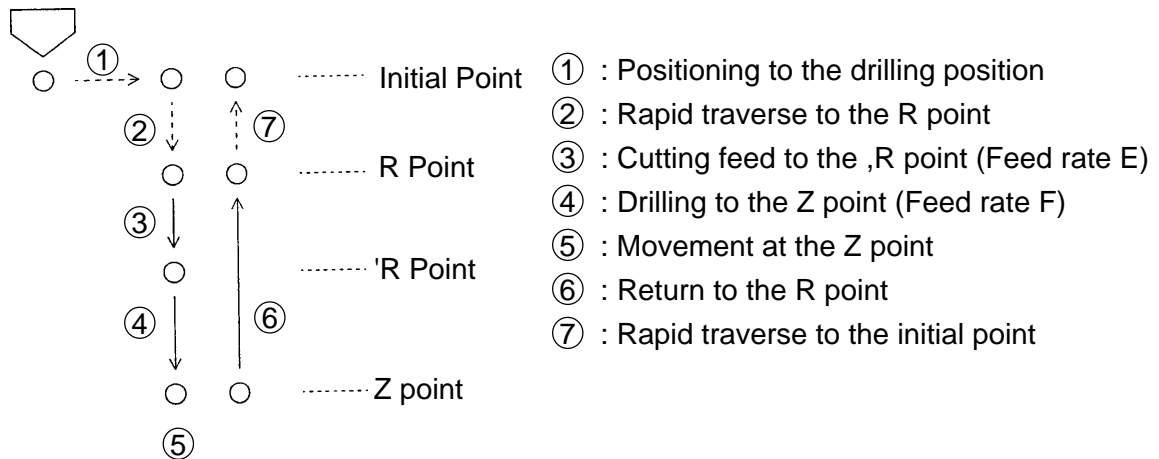 ①
Initial Point
②
⑦
R Point
③
'R Point
④
⑥
Z point
⑤
① : Positioning to the drilling position
② : Rapid traverse to the R point
③ : Cutting feed to the ,R point (Feed rate E)
④ : Drilling to the Z point (Feed rate F)
⑤ : Movement at the Z point
⑥ : Return to the R point
⑦ : Rapid traverse to the initial point